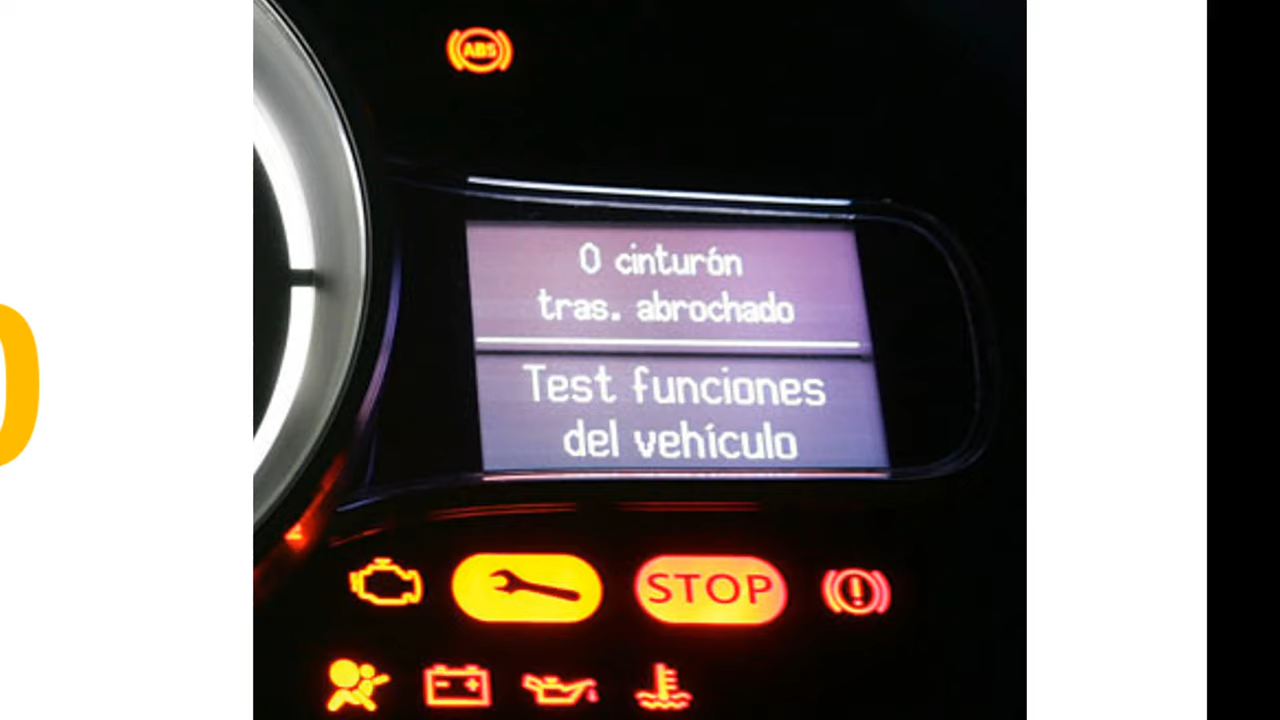 ABS
0 cinturón
tras. abrochado
Test funciones
del vehículo
STOP